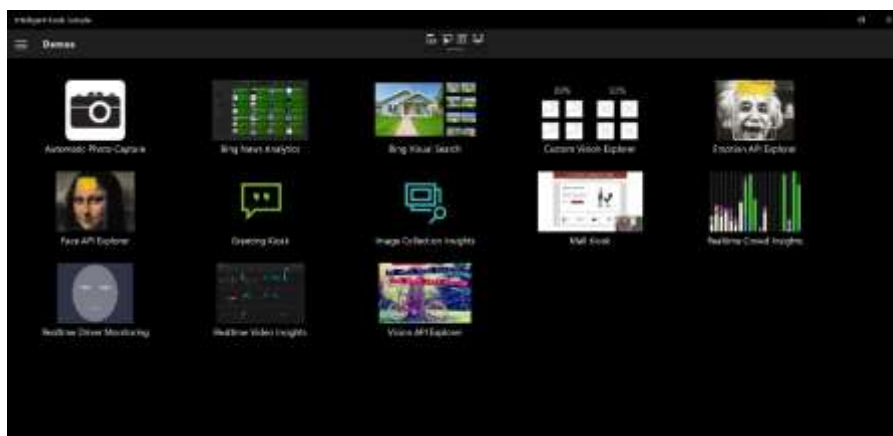 Intelligent Kiosk Sample
Demos
Automatic Photo Capture
Bing News Analytics
Bing Visual Search
Custom Vision Explorer
Emotion API Explorer
Face API Explorer
Greeting Kiosk
Image Collection Insights
Mall Kiosk
Realtime Crowd Insights
Realtime Driver Monitoring
Realtime Video Insights
Vision API Explorer